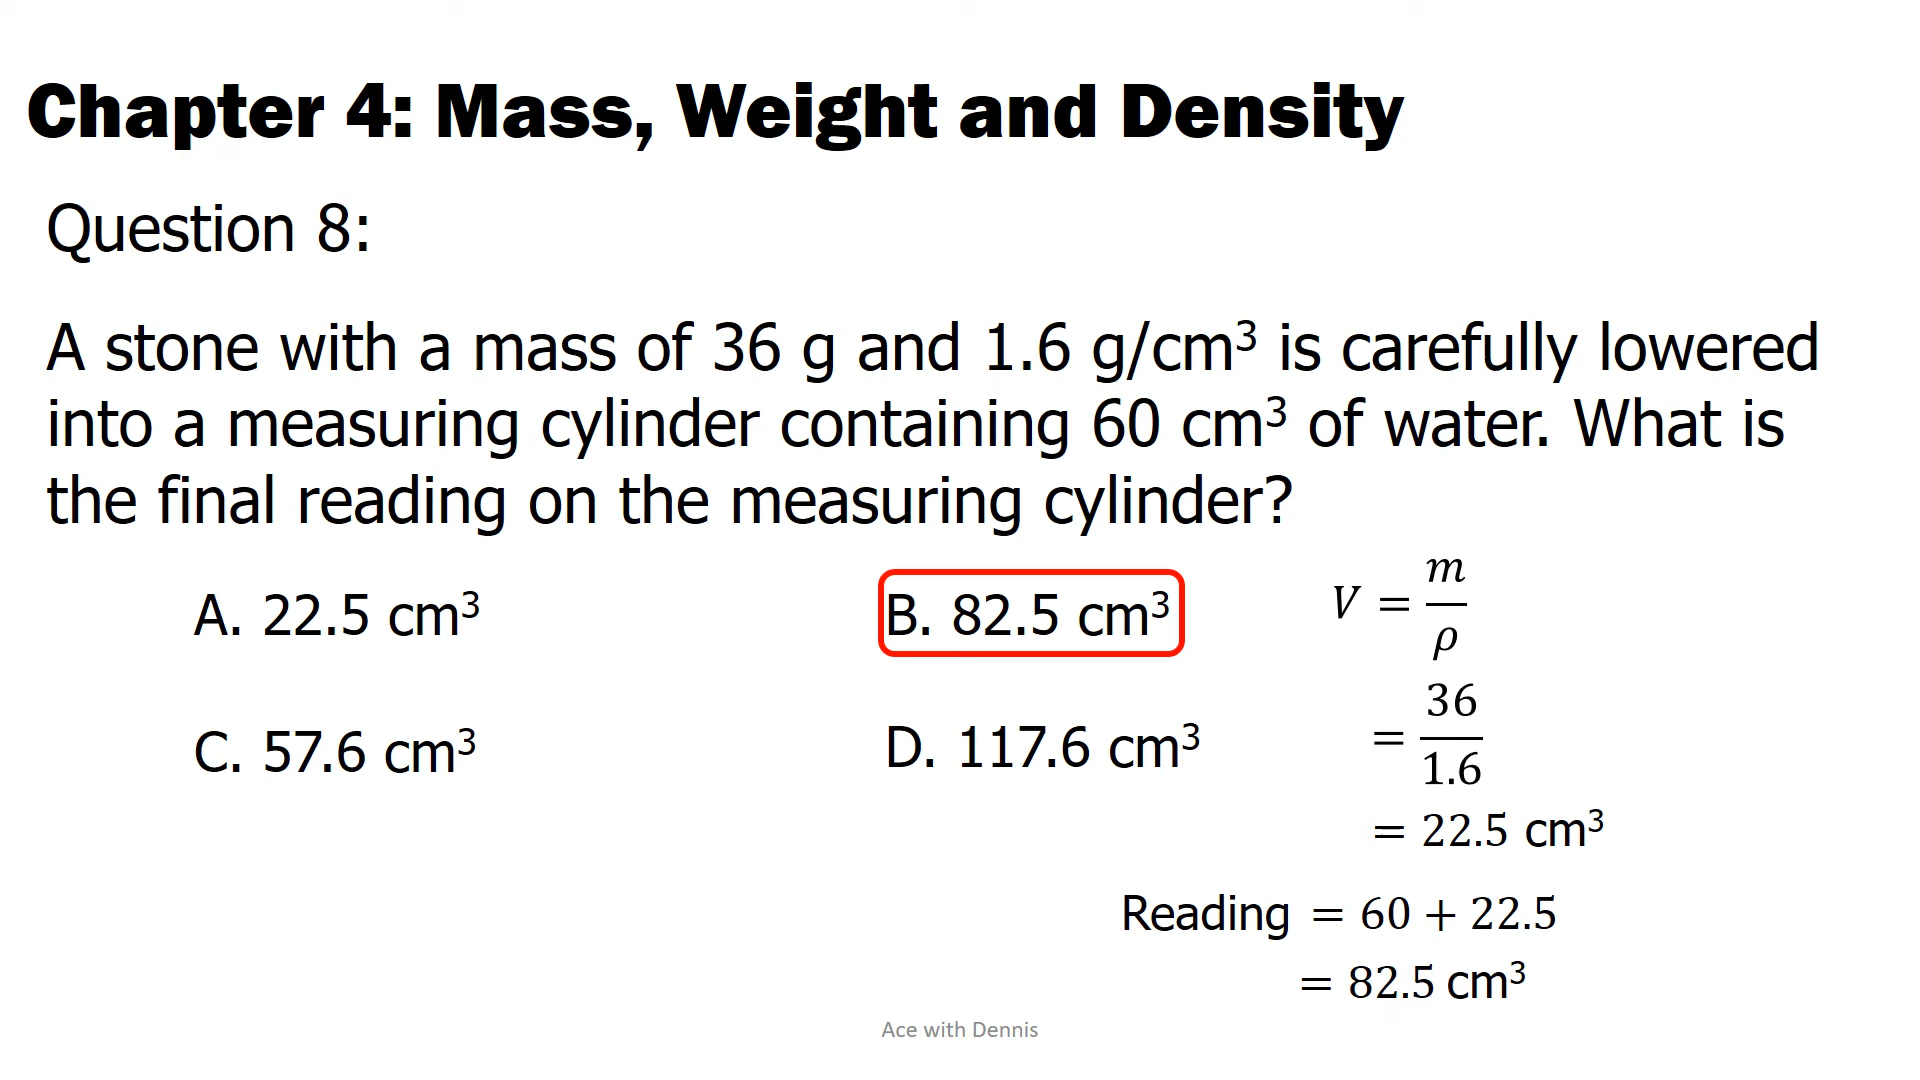 Chapter 4: Mass, Weight and Density
Question 8:
A stone with a mass of 36 g and 1.6 g/cm³ is carefully lowered
into a measuring cylinder containing 60 cm³ of water. What is
the final reading on the measuring cylinder?
A. 22.5 cm³
B. 82.5 cm³
C. 57.6 cm³
D. 117.6 cm³
V = m/ρ
= 36/1.6
= 22.5 cm³
Reading = 60 + 22.5
= 82.5 cm³
Ace with Dennis